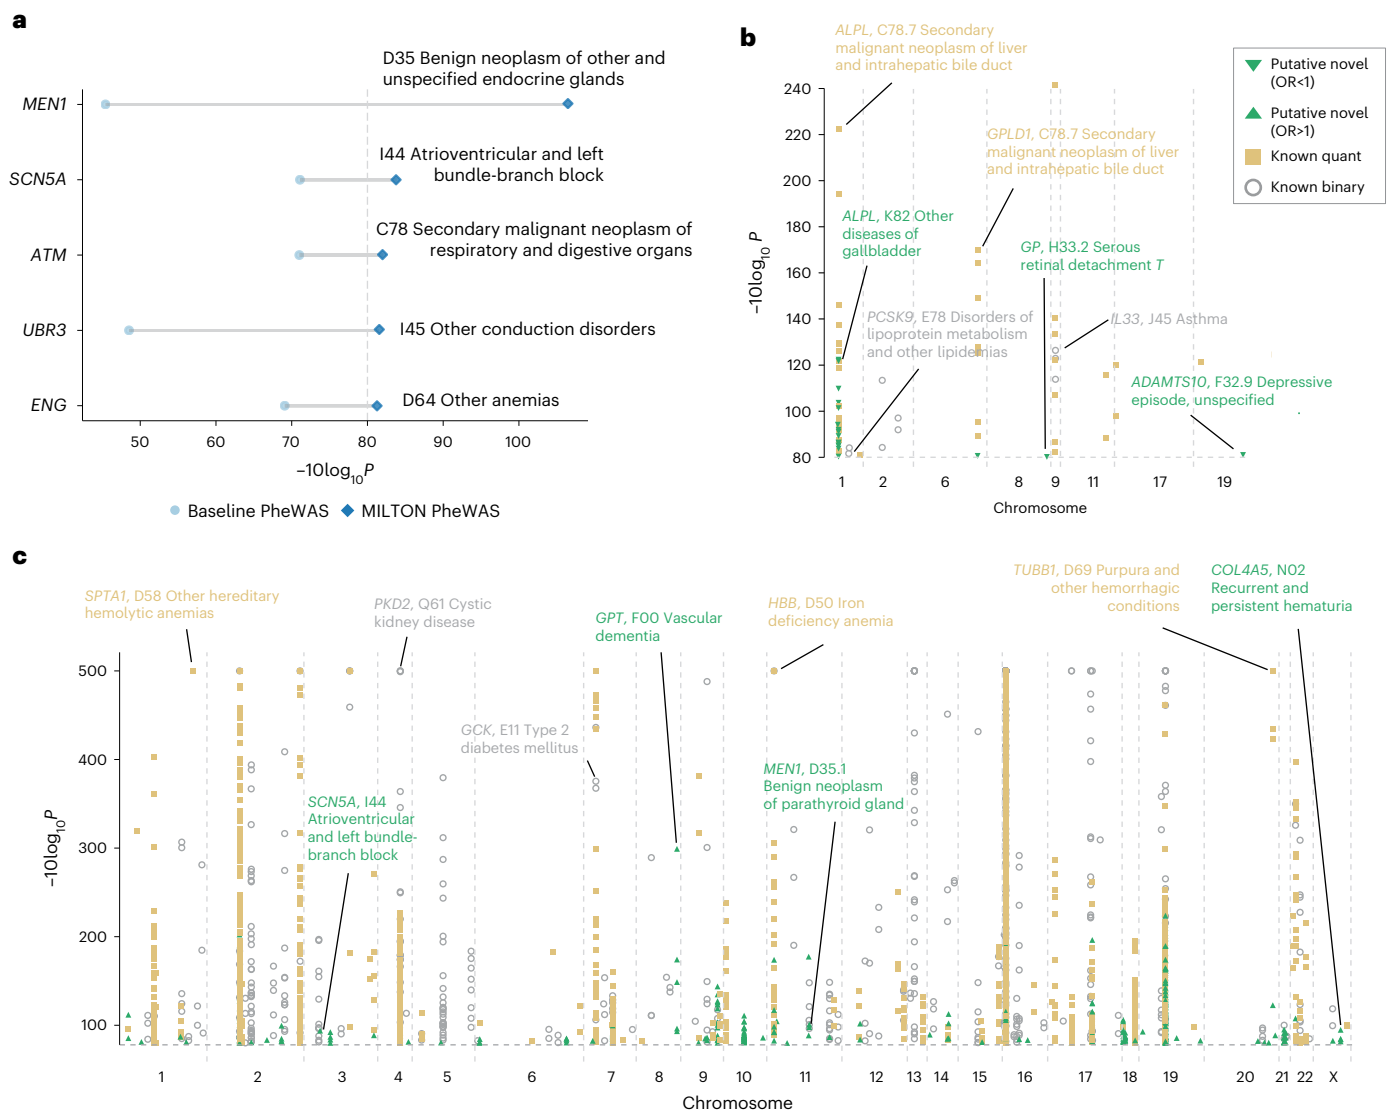 a
D35 Benign neoplasm of other and
unspecified endocrine glands
MEN1
I44 Atrioventricular and left
bundle-branch block
SCN5A
C78 Secondary malignant neoplasm of
respiratory and digestive organs
ATM
UBR3
I45 Other conduction disorders
ENG
D64 Other anemias
50 60 70 80 90 100
–10log10P
Baseline PheWAS MILTON PheWAS
b
ALPL, C78.7 Secondary
malignant neoplasm of liver
and intrahepatic bile duct
GPLD1, C78.7 Secondary
malignant neoplasm of liver
and intrahepatic bile duct
ALPL, K82 Other
diseases of
gallbladder
GP, H33.2 Serous
retinal detachment T
PCSK9, E78 Disorders of
lipoprotein metabolism
and other lipidemias
IL33, J45 Asthma
ADAMTS10, F32.9 Depressive
episode, unspecified
Putative novel
(OR<1)
Putative novel
(OR>1)
Known quant
Known binary
–10log10 P
240
220
200
180
160
140
120
100
80
1 2 6 8 9 11 17 19
Chromosome
c
SPTA1, D58 Other hereditary
hemolytic anemias
PKD2, Q61 Cystic
kidney disease
GPT, F00 Vascular
dementia
HBB, D50 Iron
deficiency anemia
TUBB1, D69 Purpura and
other hemorrhagic
conditions
COL4A5, N02
Recurrent and
persistent hematuria
GCK, E11 Type 2
diabetes mellitus
SCN5A, I44
Atrioventricular
and left bundle-
branch block
MEN1, D35.1
Benign neoplasm
of parathyroid gland
–10log10P
500
400
300
200
100
1 2 3 4 5 6 7 8 9 10 11 12 13 14 15 16 17 18 19 20 21 22 X
Chromosome